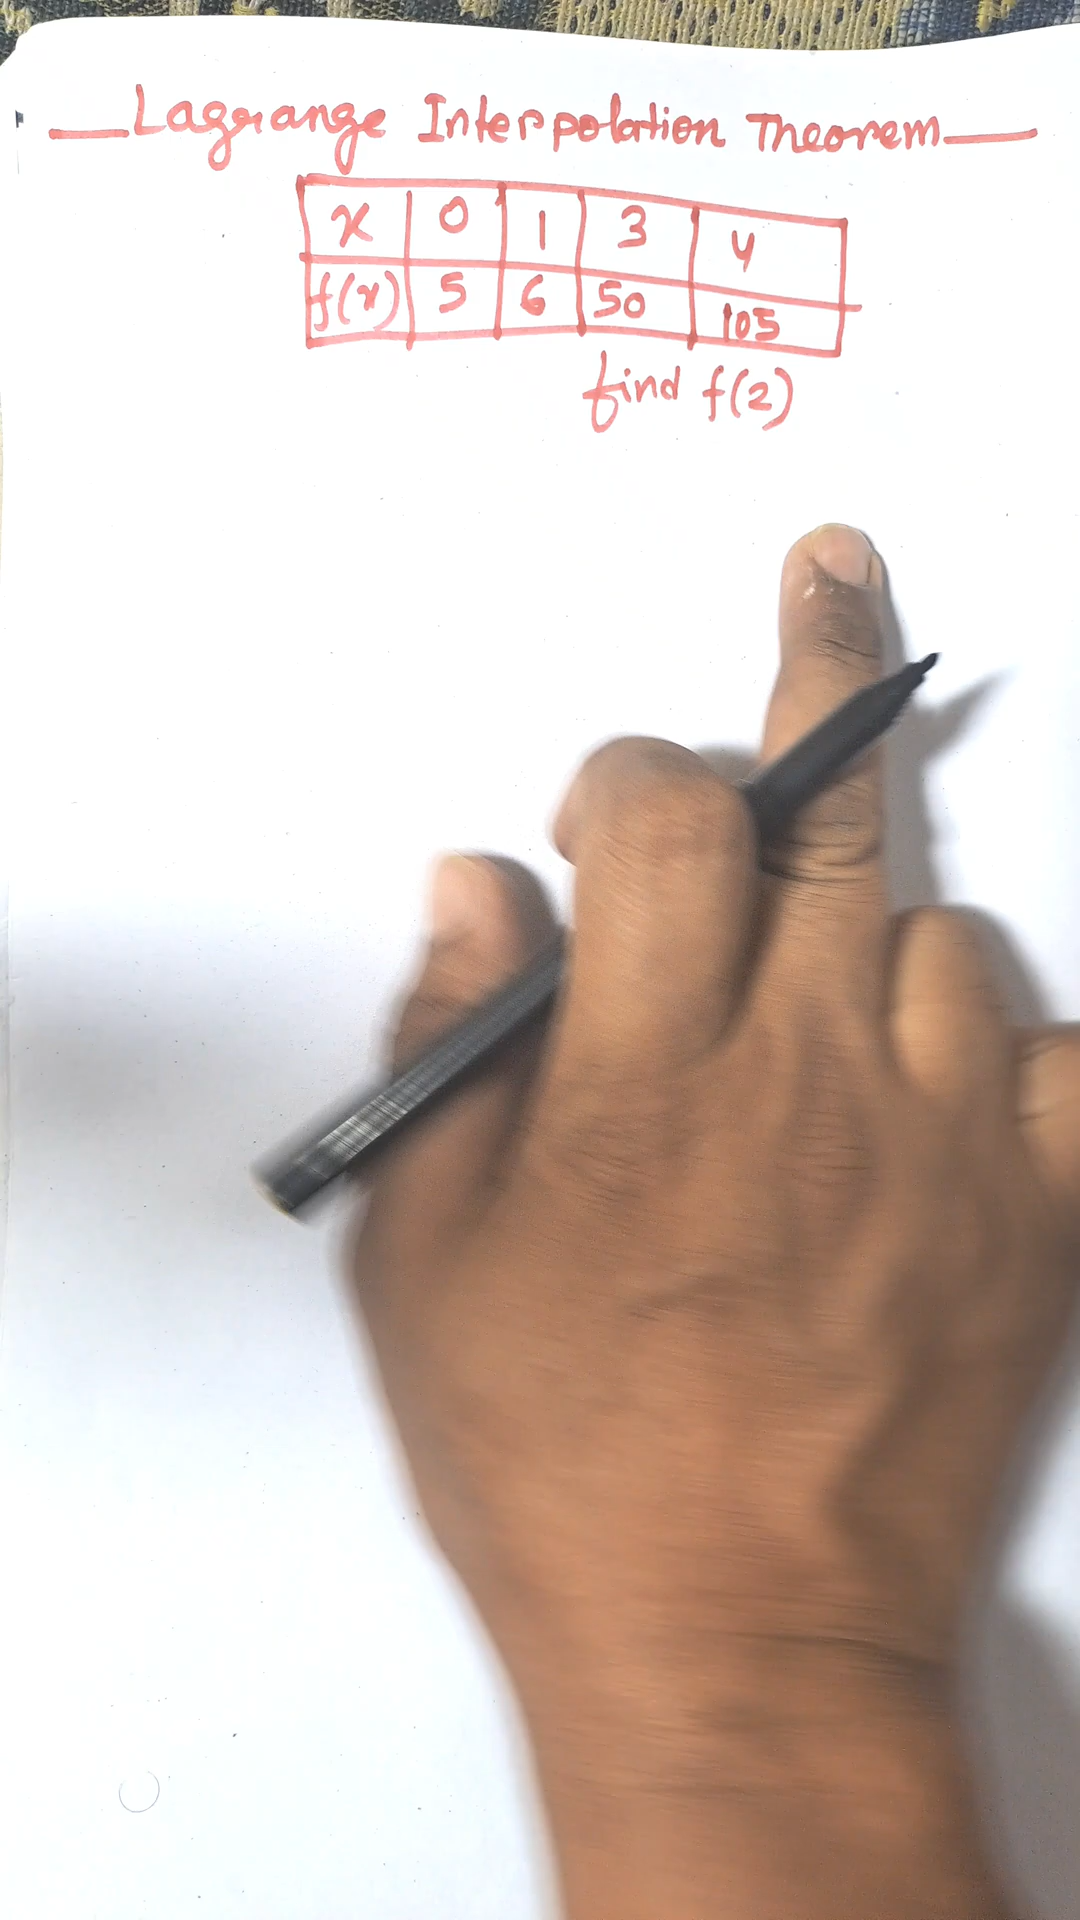 Lagrange Interpolation Theorem
x 0 1 3 4
f(x) 5 6 50 105
find f(2)